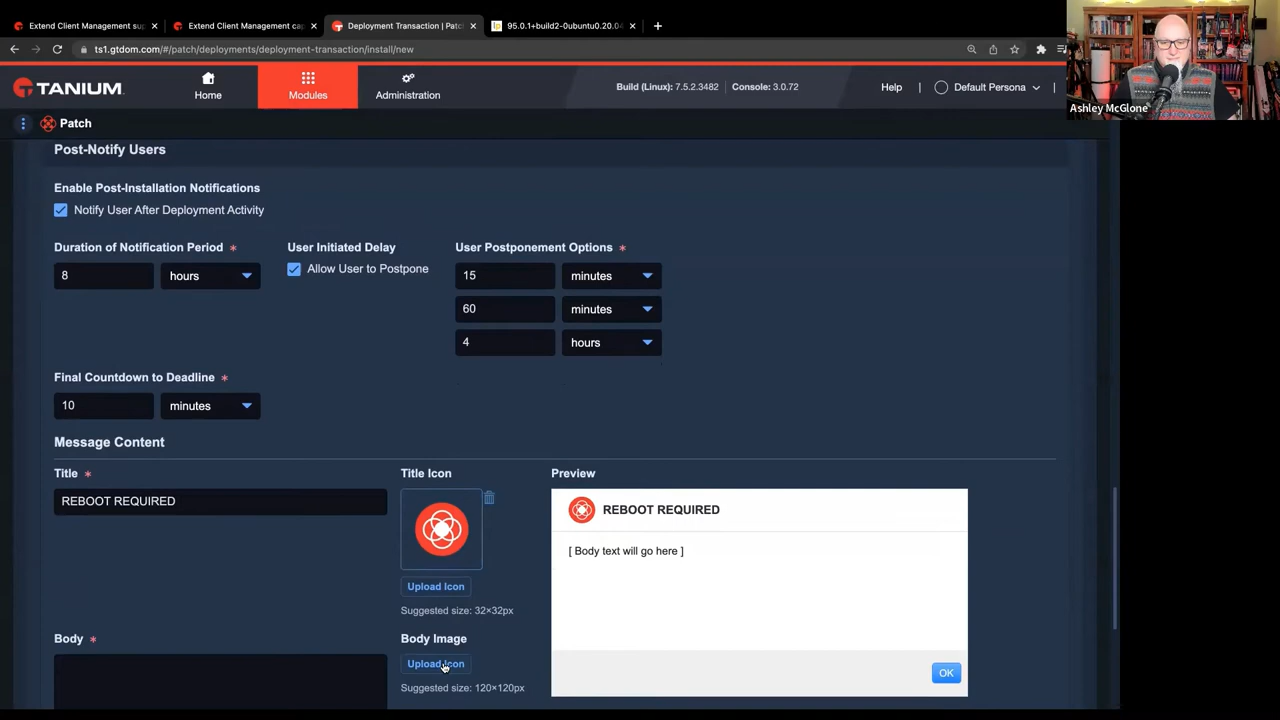 Extend Client Management sup
Extend Client Management cap
Deployment Transaction | Patc
95.0.1+build2-0ubuntu0.20.04
ts1.gtdom.com/#/patch/deployments/deployment-transaction/install/new
TANIUM
Home
Modules
Administration
Build (Linux): 7.5.2.3482
Console: 3.0.72
Help
Default Persona
Ashley McGlone
Patch
Post-Notify Users
Enable Post-Installation Notifications
Notify User After Deployment Activity
Duration of Notification Period *
User Initiated Delay
User Postponement Options *
8
hours
Allow User to Postpone
15
minutes
60
minutes
4
hours
Final Countdown to Deadline *
10
minutes
Message Content
Title *
Title Icon
Preview
REBOOT REQUIRED
REBOOT REQUIRED
[ Body text will go here ]
Upload Icon
Suggested size: 32×32px
Body *
Body Image
Upload Icon
Suggested size: 120×120px
OK